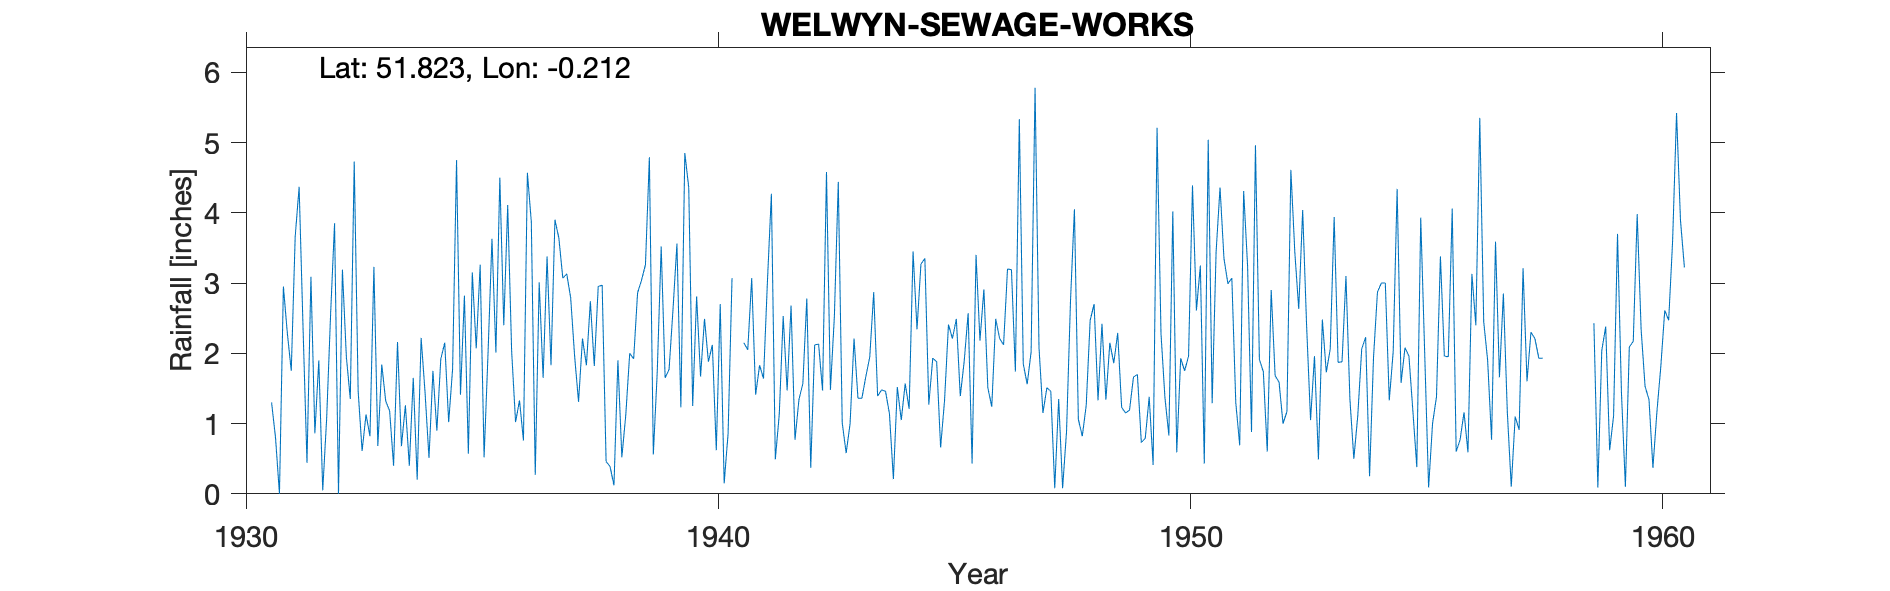 WELWYN-SEWAGE-WORKS
Lat: 51.823, Lon: -0.212
Rainfall [inches]
6
5
4
3
2
1
0
1930 1940 1950 1960
Year